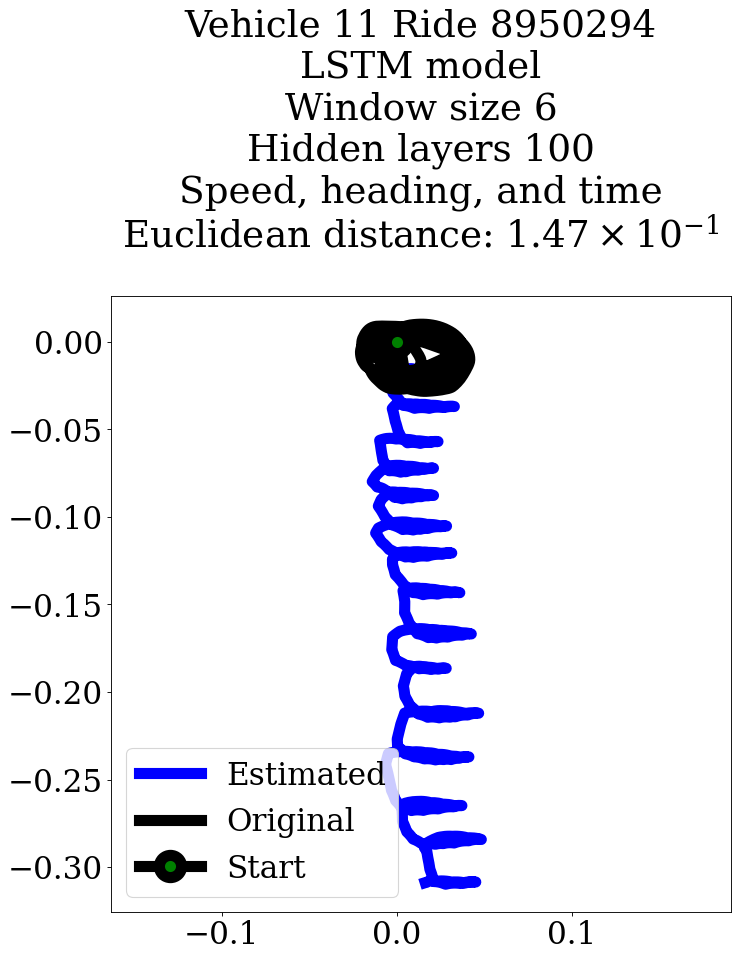 Vehicle 11 Ride 8950294
LSTM model
Window size 6
Hidden layers 100
Speed, heading, and time
Euclidean distance: 1.47 × 10⁻¹
0.00
−0.05
−0.10
−0.15
−0.20
−0.25
−0.30
Estimated
Original
Start
−0.1
0.0
0.1